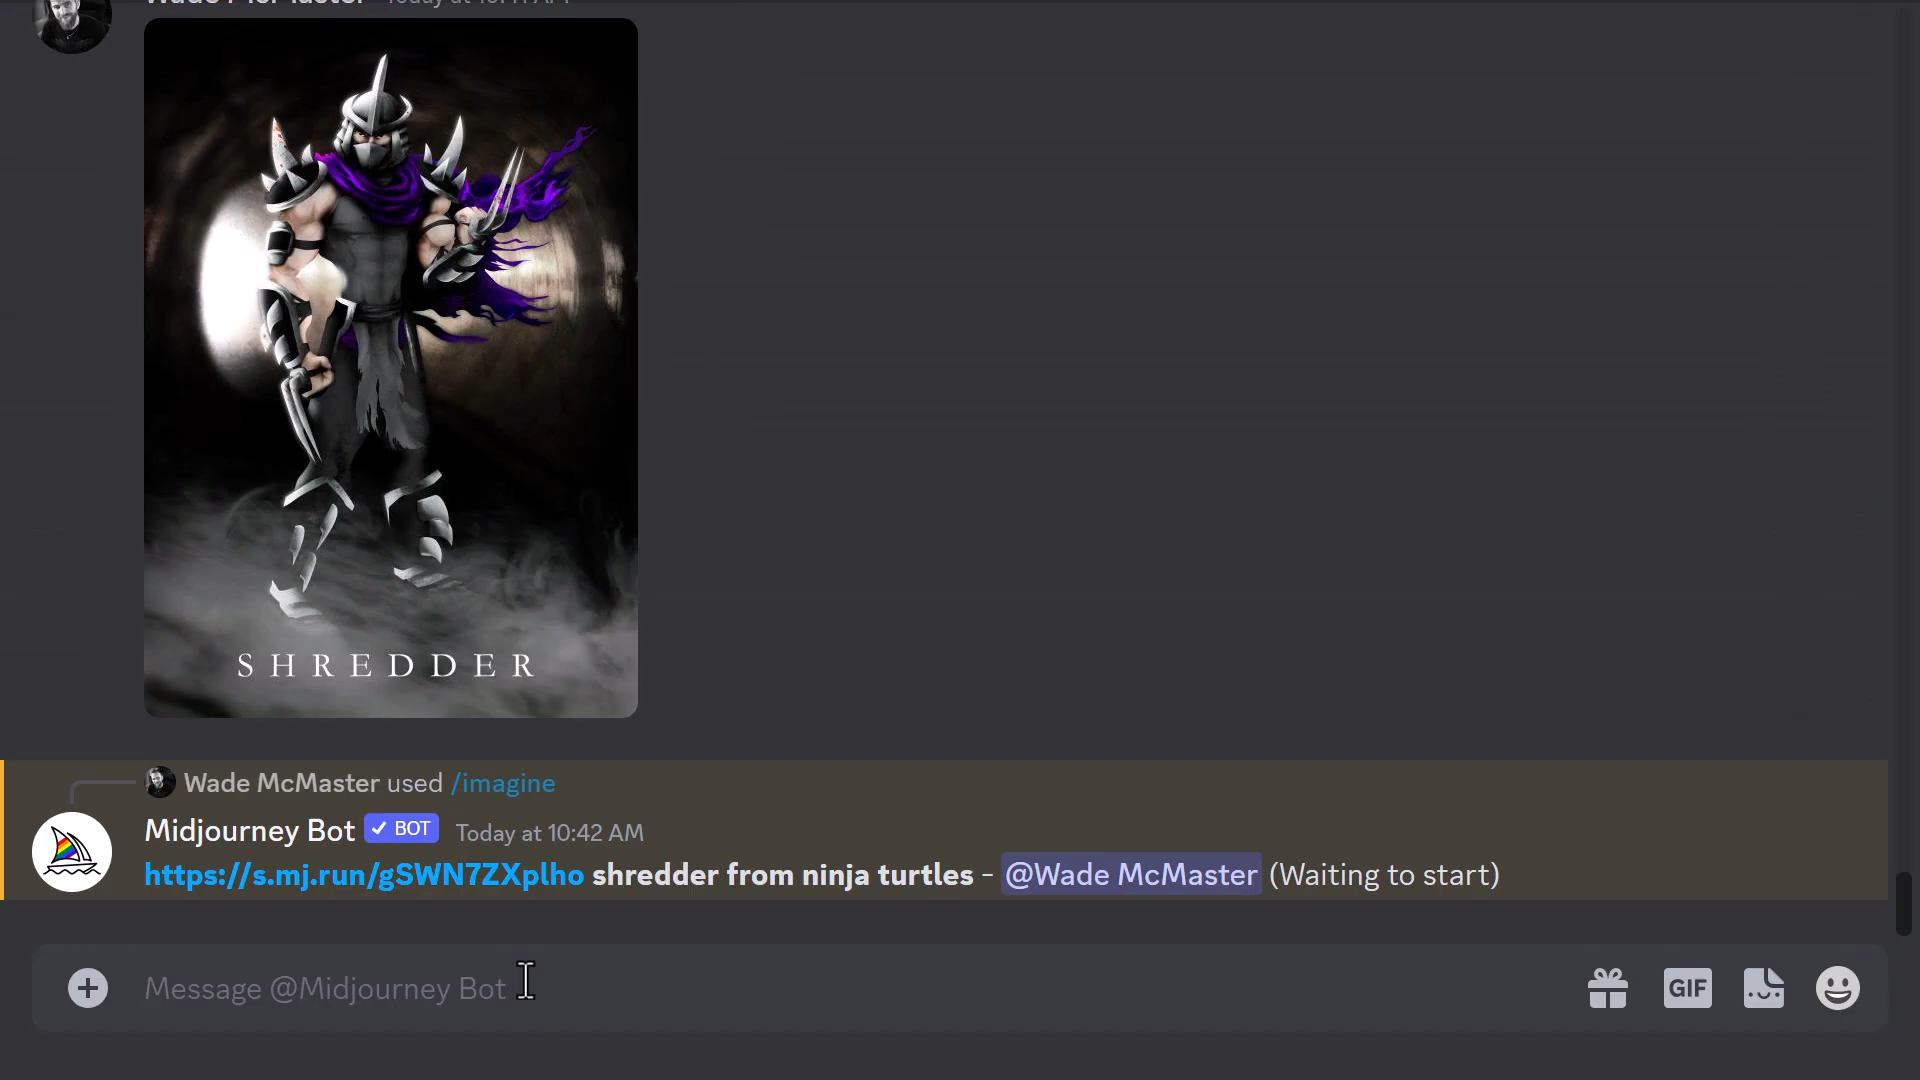 SHREDDER
Wade McMaster used /imagine
Midjourney Bot ✓ BOT Today at 10:42 AM
https://s.mj.run/gSWN7ZXplho shredder from ninja turtles - @Wade McMaster (Waiting to start)
Message @Midjourney Bot
GIF